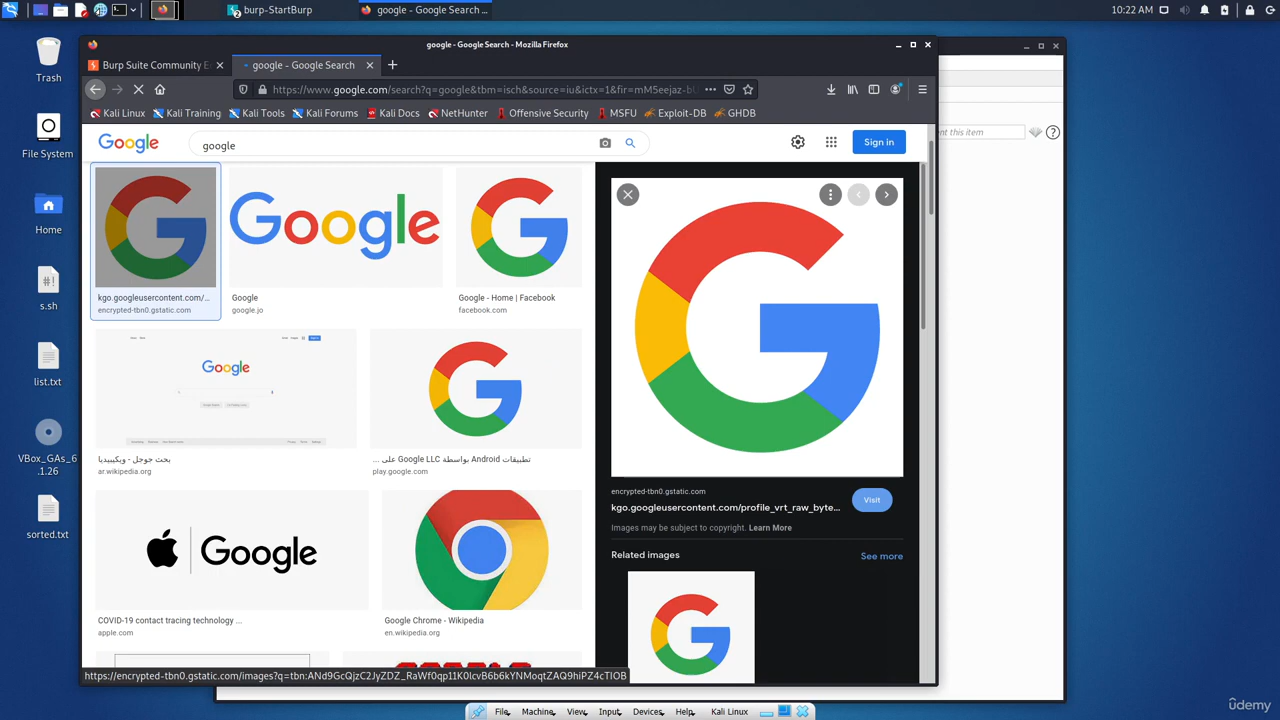 burp-StartBurp
google - Google Search ...
10:22 AM
google - Google Search - Mozilla Firefox
Burp Suite Community E
google - Google Search
https://www.google.com/search?q=google&tbm=isch&source=iu&ictx=1&fir=mM5eejaz-b
Kali Linux
Kali Training
Kali Tools
Kali Forums
Kali Docs
NetHunter
Offensive Security
MSFU
Exploit-DB
GHDB
Trash
File System
Home
#!
s.sh
list.txt
VBox_GAs_6
.1.26
sorted.txt
ent this item
Google
google
Sign in
Google
kgo.googleusercontent.com/...
encrypted-tbn0.gstatic.com
Google
google.jo
Google - Home | Facebook
facebook.com
Google
بحث جوجل - ويكيبيديا
ar.wikipedia.org
تطبيقات Android بواسطة Google LLC على ...
play.google.com
Google
COVID-19 contact tracing technology ...
apple.com
Google Chrome - Wikipedia
en.wikipedia.org
encrypted-tbn0.gstatic.com
kgo.googleusercontent.com/profile_vrt_raw_byte...
Visit
Images may be subject to copyright. Learn More
Related images
See more
https://encrypted-tbn0.gstatic.com/images?q=tbn:ANd9GcQjzC2JyZDZ_RaWf0qp11K0lcvB6b6kYNMoqtZAQ9hiPZ4cTIOB
File
Machine
View
Input
Devices
Help
Kali Linux
ûdemy